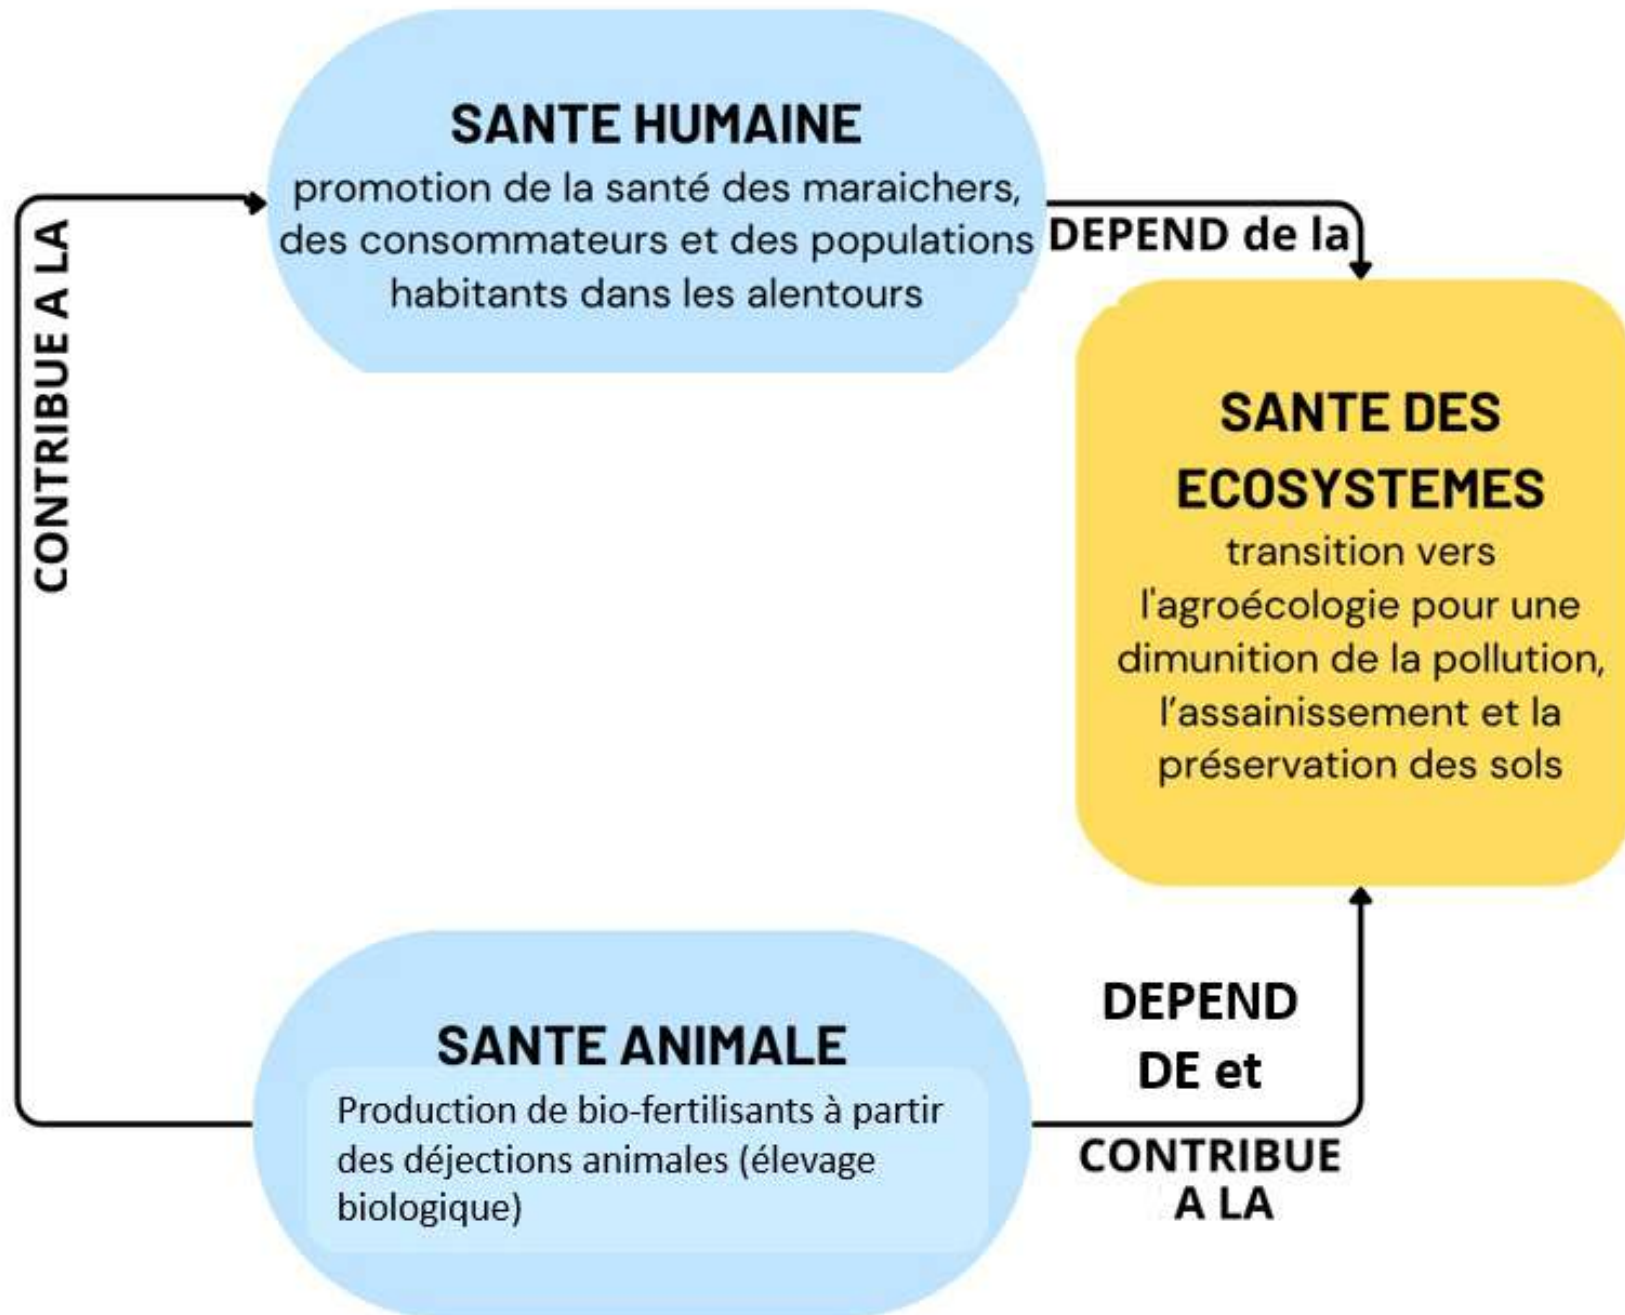 SANTE HUMAINE
promotion de la santé des maraichers,
des consommateurs et des populations
habitants dans les alentours
DEPEND de la
CONTRIBUE A LA
SANTE DES
ECOSYSTEMES
transition vers
l'agroécologie pour une
dimunition de la pollution,
l’assainissement et la
préservation des sols
SANTE ANIMALE
Production de bio-fertilisants à partir
des déjections animales (élevage
biologique)
DEPEND
DE et
CONTRIBUE
A LA